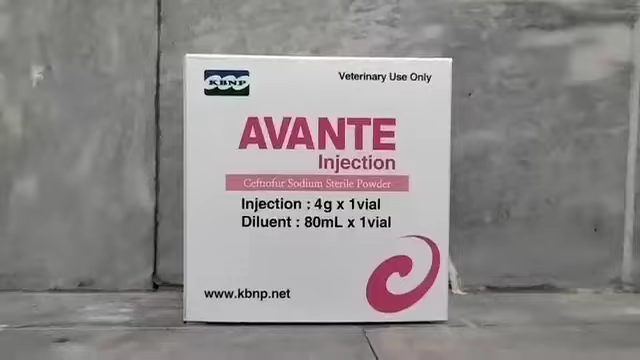 KBNP
Veterinary Use Only
AVANTE
Injection
Ceftiofur Sodium Sterile Powder
Injection : 4g x 1vial
Diluent : 80mL x 1vial
www.kbnp.net